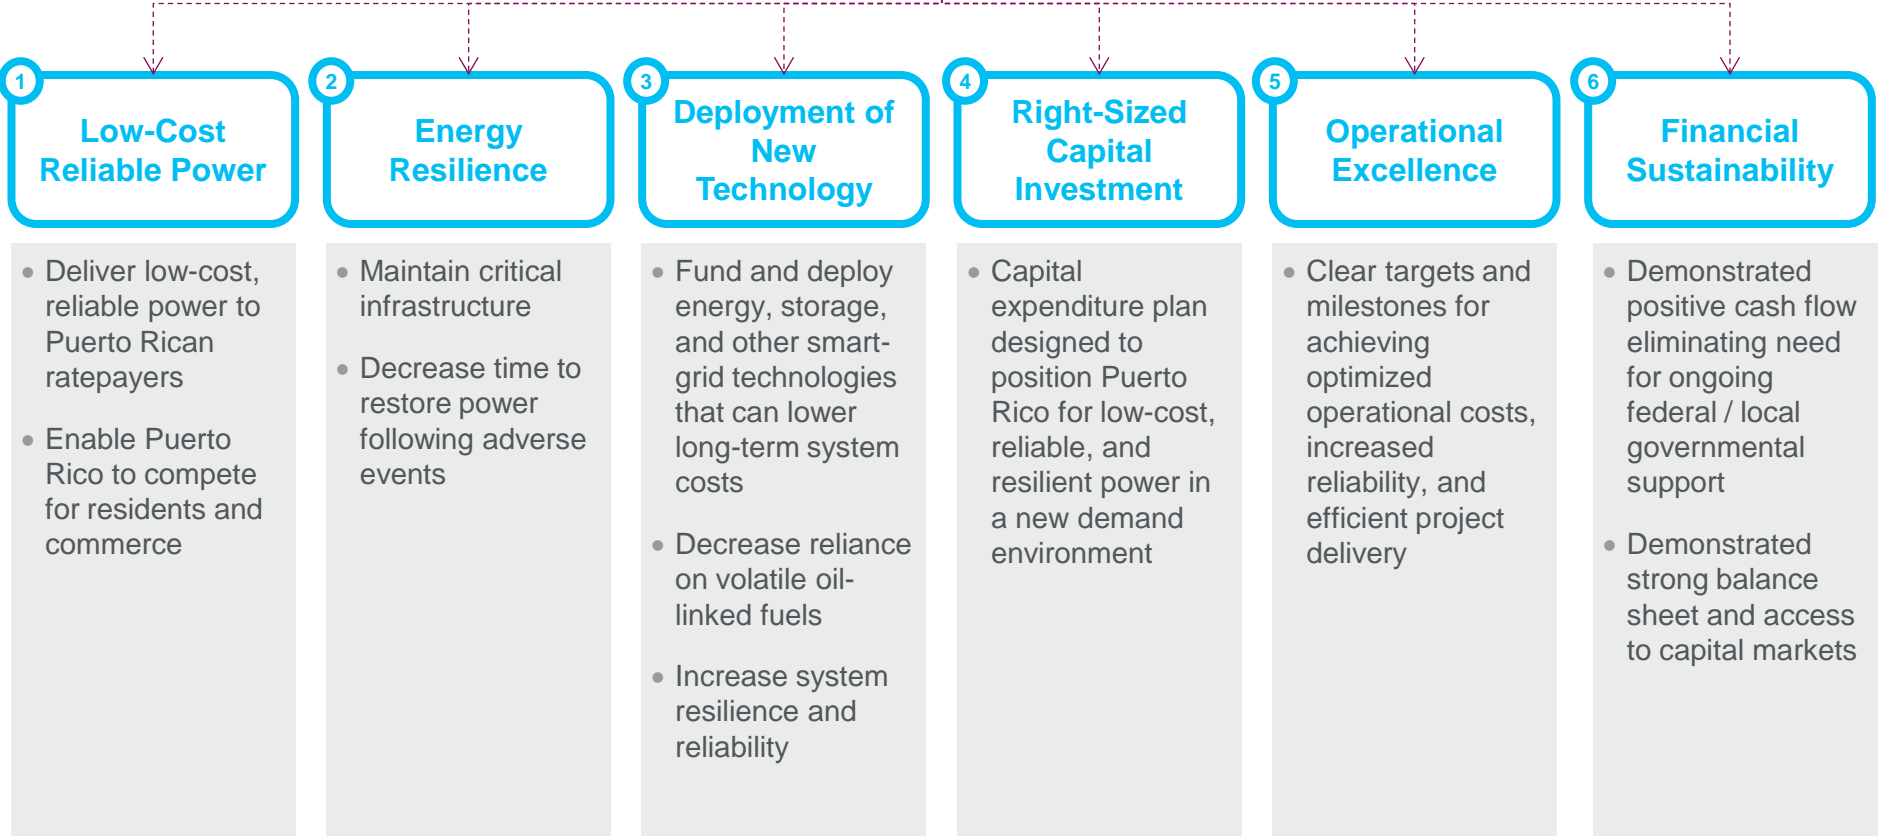 1
Low-Cost
Reliable Power
Deliver low-cost,
reliable power to
Puerto Rican
ratepayers
Enable Puerto
Rico to compete
for residents and
commerce
2
Energy
Resilience
Maintain critical
infrastructure
Decrease time to
restore power
following adverse
events
3
Deployment of
New
Technology
Fund and deploy
energy, storage,
and other smart-
grid technologies
that can lower
long-term system
costs
Decrease reliance
on volatile oil-
linked fuels
Increase system
resilience and
reliability
4
Right-Sized
Capital
Investment
Capital
expenditure plan
designed to
position Puerto
Rico for low-cost,
reliable, and
resilient power in
a new demand
environment
5
Operational
Excellence
Clear targets and
milestones for
achieving
optimized
operational costs,
increased
reliability, and
efficient project
delivery
6
Financial
Sustainability
Demonstrated
positive cash flow
eliminating need
for ongoing
federal / local
governmental
support
Demonstrated
strong balance
sheet and access
to capital markets